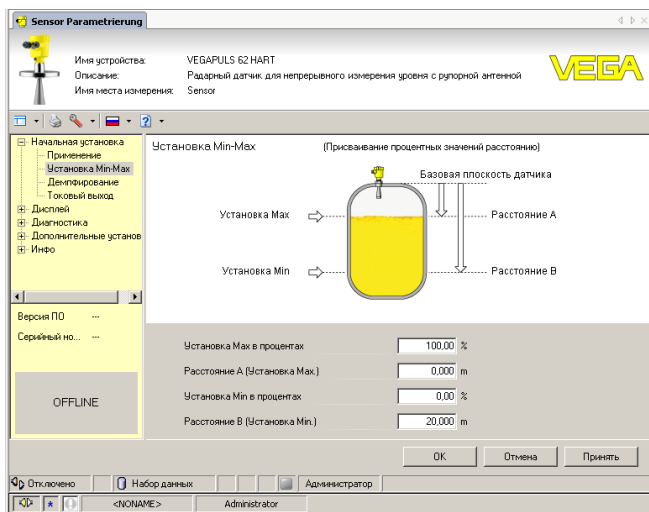 Sensor Parametrierung
Имя устройства: VEGAPULS 62 HART
Описание: Радарный датчик для непрерывного измерения уровня с рупорной антенной
Имя места измерения: Sensor
VEGA
Начальная установка
Применение
Установка Min-Max
Демпфирование
Токовый выход
Дисплей
Диагностика
Дополнительные установ
Инфо
Версия ПО ---
Серийный но... ---
OFFLINE
Установка Min-Max (Присваивание процентных значений расстоянию)
Базовая плоскость датчика
Установка Max
Расстояние A
Установка Min
Расстояние B
Установка Max в процентах 100,00 %
Расстояние A (Установка Max.) 0,000 m
Установка Min в процентах 0,00 %
Расстояние B (Установка Min.) 20,000 m
OK Отмена Принять
Отключено Набор данных Администратор
<NONAME> Administrator